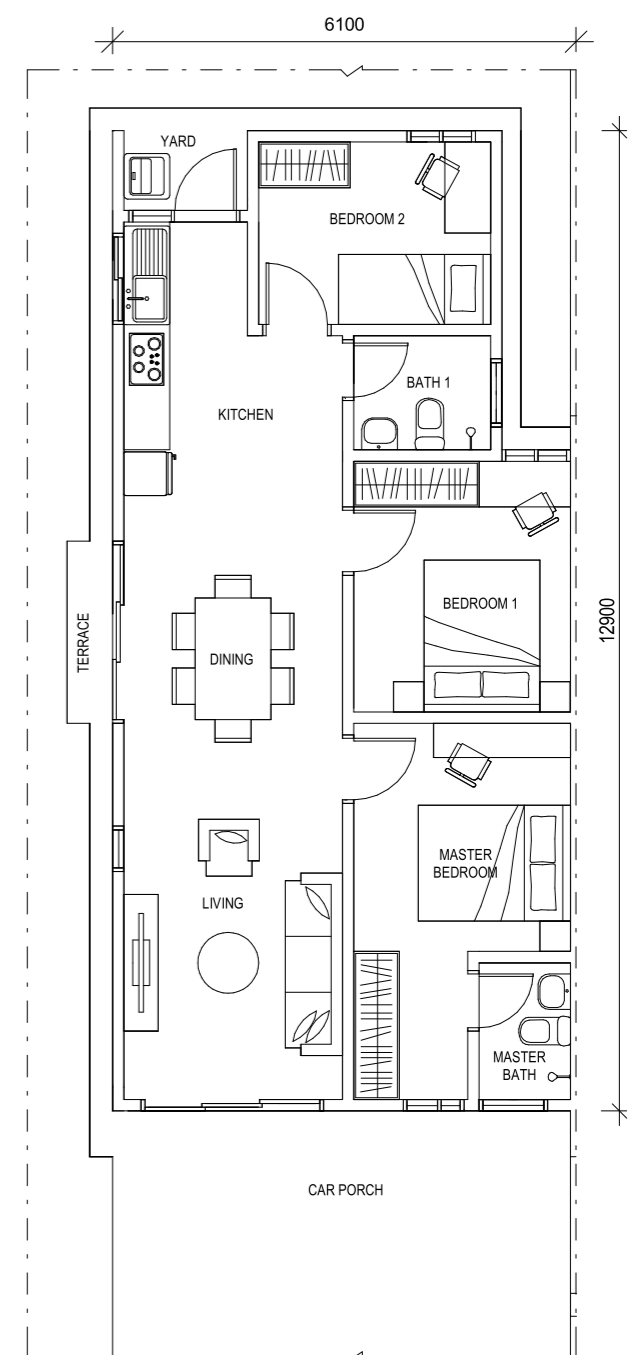 6100
YARD
BEDROOM 2
BATH 1
KITCHEN
BEDROOM 1
12900
TERRACE
DINING
MASTER
BEDROOM
LIVING
MASTER
BATH
CAR PORCH